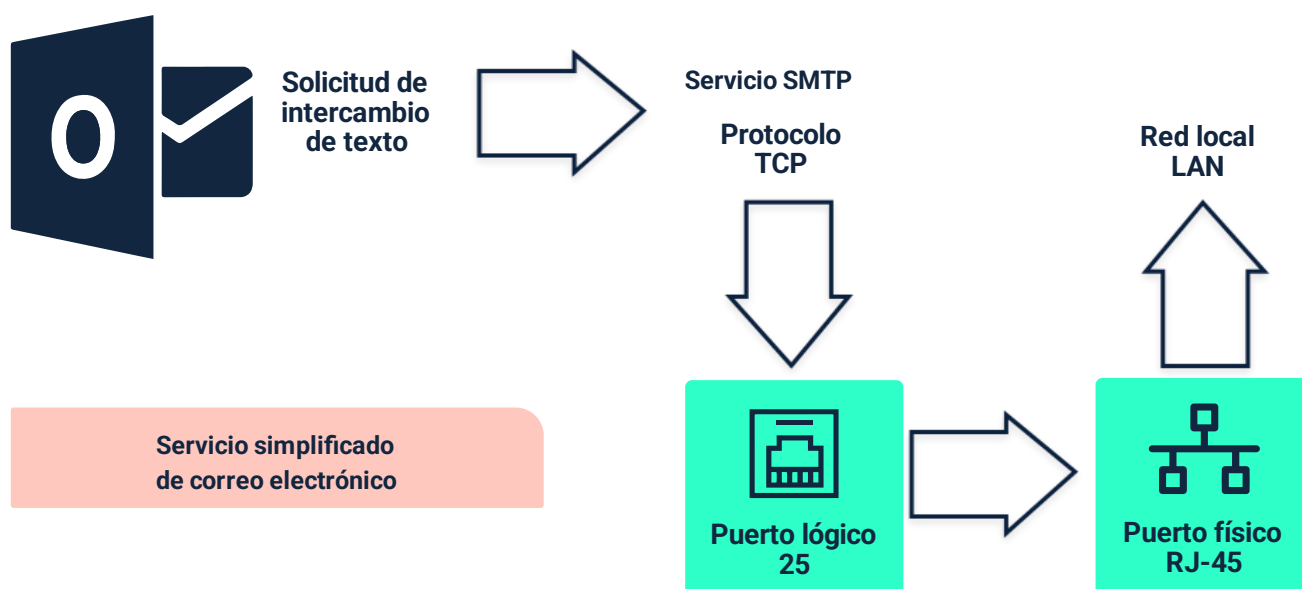 O
Solicitud de
intercambio
de texto
Servicio SMTP
Protocolo
TCP
Red local
LAN
Servicio simplificado
de correo electrónico
Puerto lógico
25
Puerto físico
RJ-45